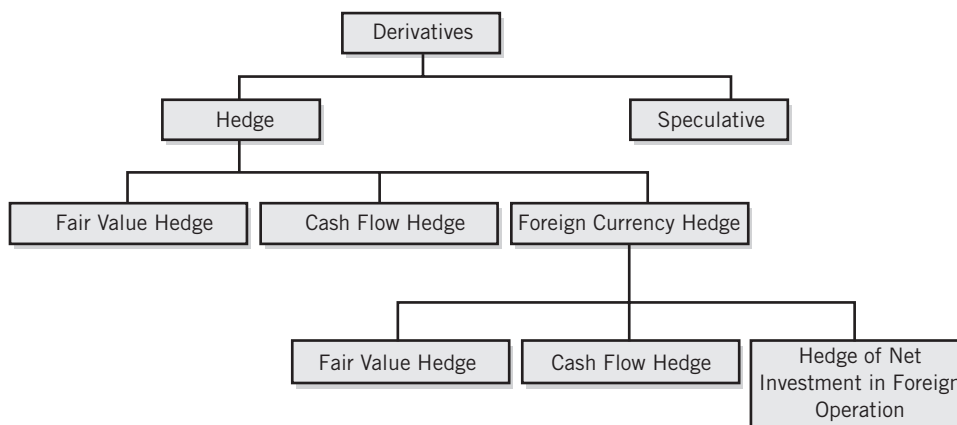 Derivatives
Hedge
Speculative
Fair Value Hedge
Cash Flow Hedge
Foreign Currency Hedge
Fair Value Hedge
Cash Flow Hedge
Hedge of Net
Investment in Foreign
Operation